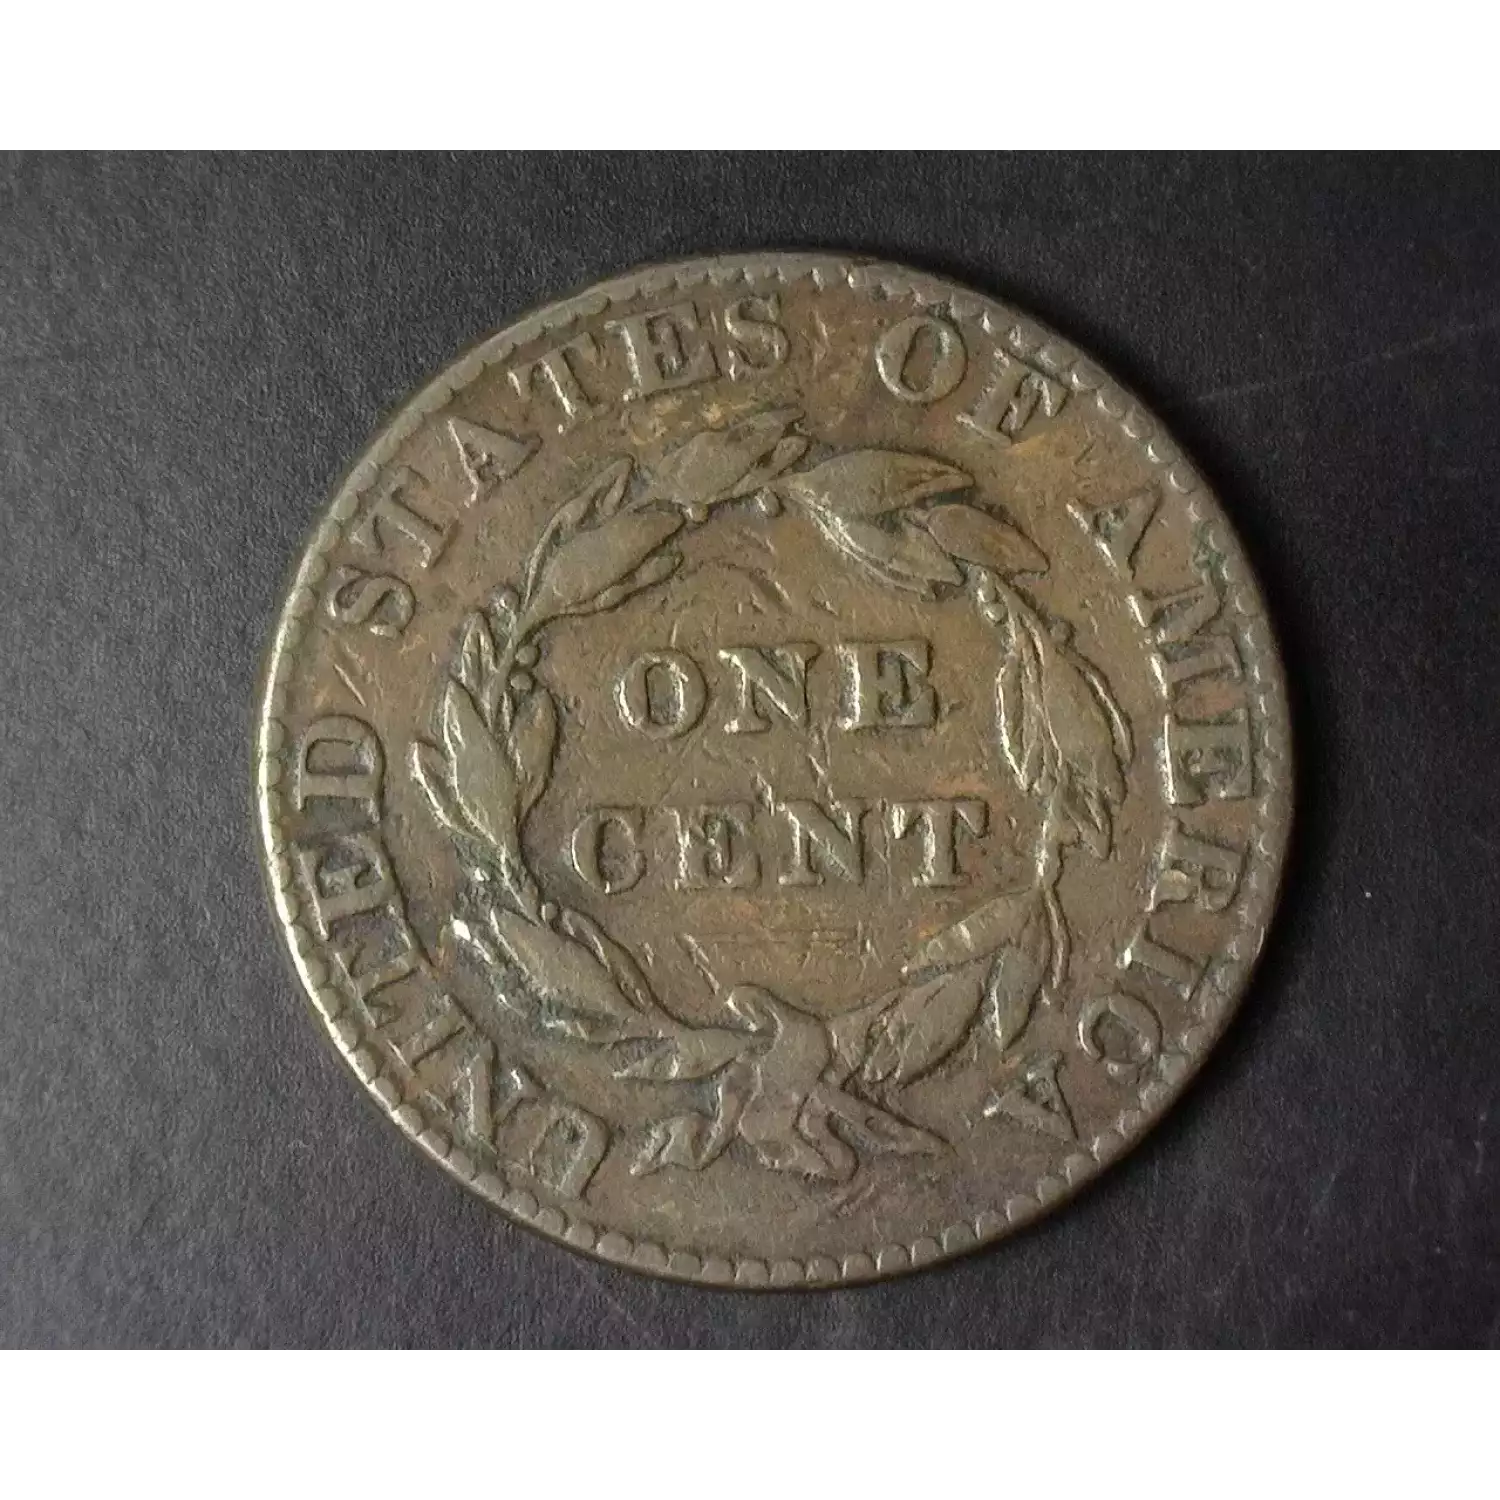 UNITED STATES OF AMERICA
ONE
CENT